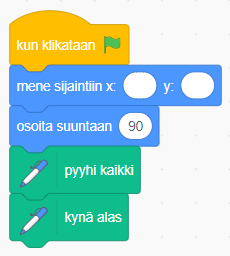 kun klikataan
mene sijaintiin x: y:
osoita suuntaan 90
pyyhi kaikki
kynä alas